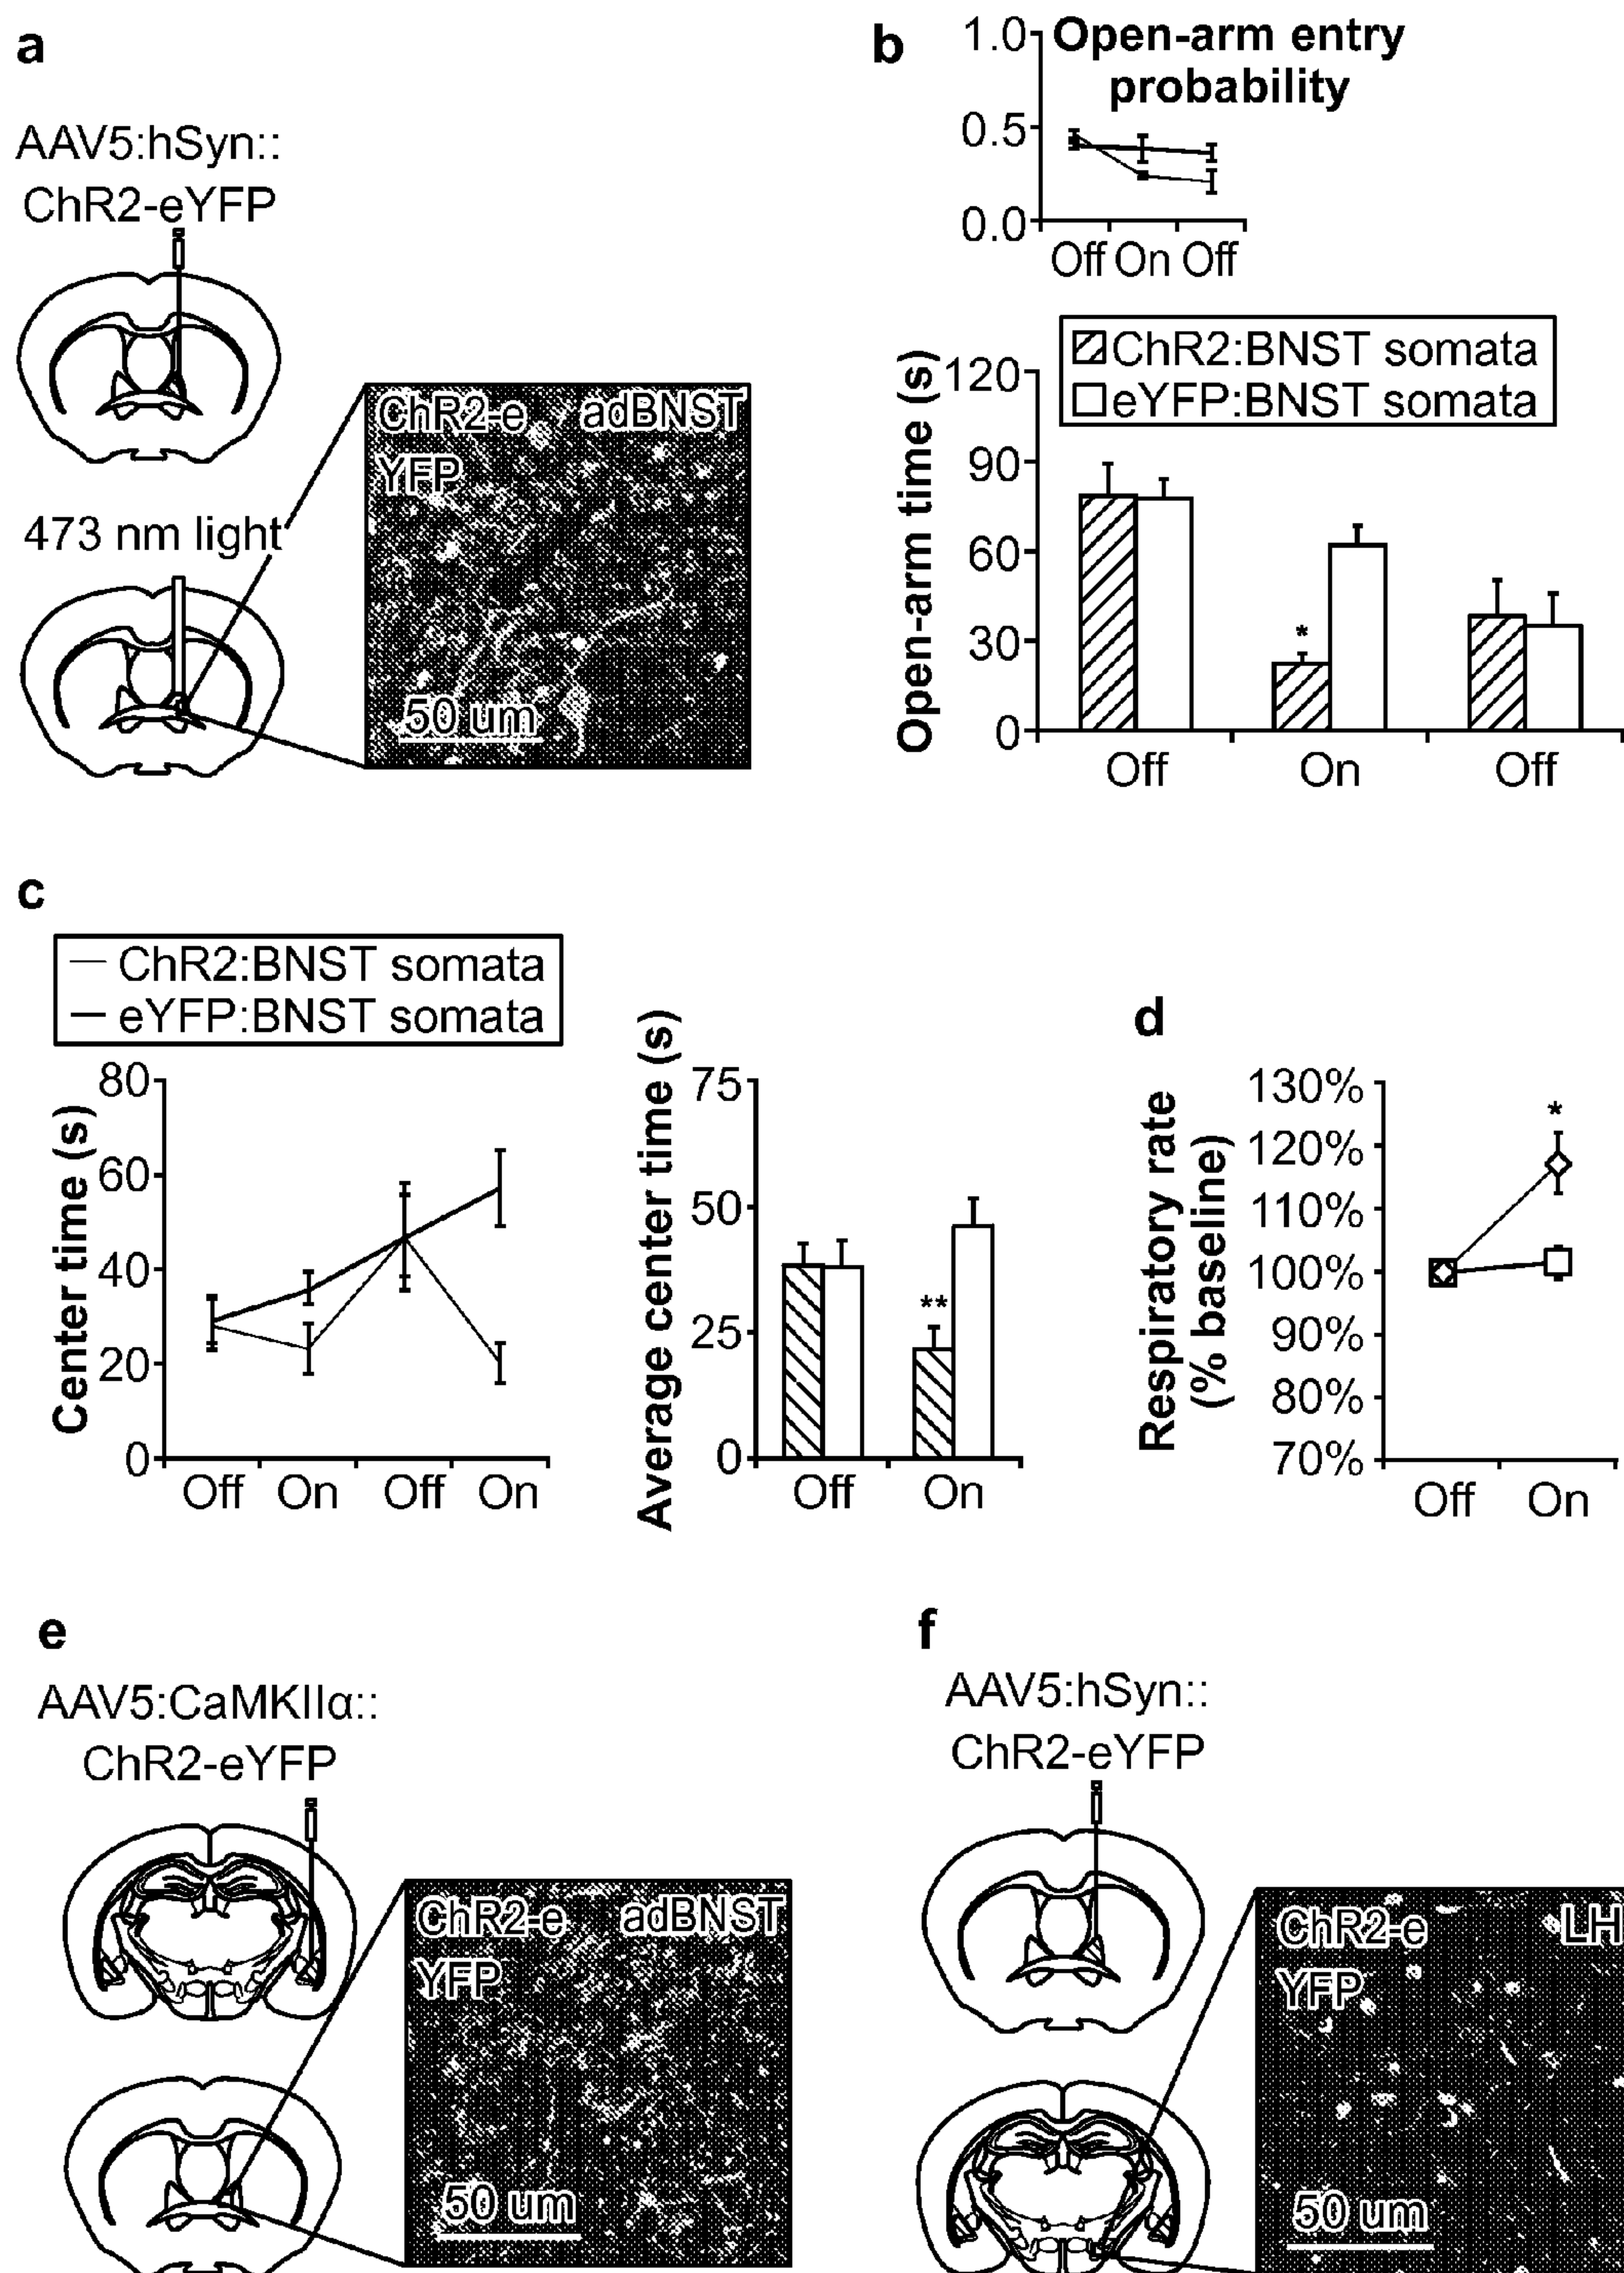 a
AAV5:hSyn::
ChR2-eYFP
473 nm light
ChR2-e
YFP
adBNST
50 um
b
1.0
0.5
0.0
Open-arm entry
probability
Off On Off
ChR2:BNST somata
eYFP:BNST somata
Open-arm time (s)
120
90
60
30
0
*
Off On Off
c
ChR2:BNST somata
eYFP:BNST somata
Center time (s)
80
60
40
20
0
Off On Off On
Average center time (s)
75
50
25
0
**
Off On
d
Respiratory rate
(% baseline)
130%
120%
110%
100%
90%
80%
70%
*
Off On
e
AAV5:CaMKIIα::
ChR2-eYFP
ChR2-e
YFP
adBNST
50 um
f
AAV5:hSyn::
ChR2-eYFP
ChR2-e
YFP
LH
50 um